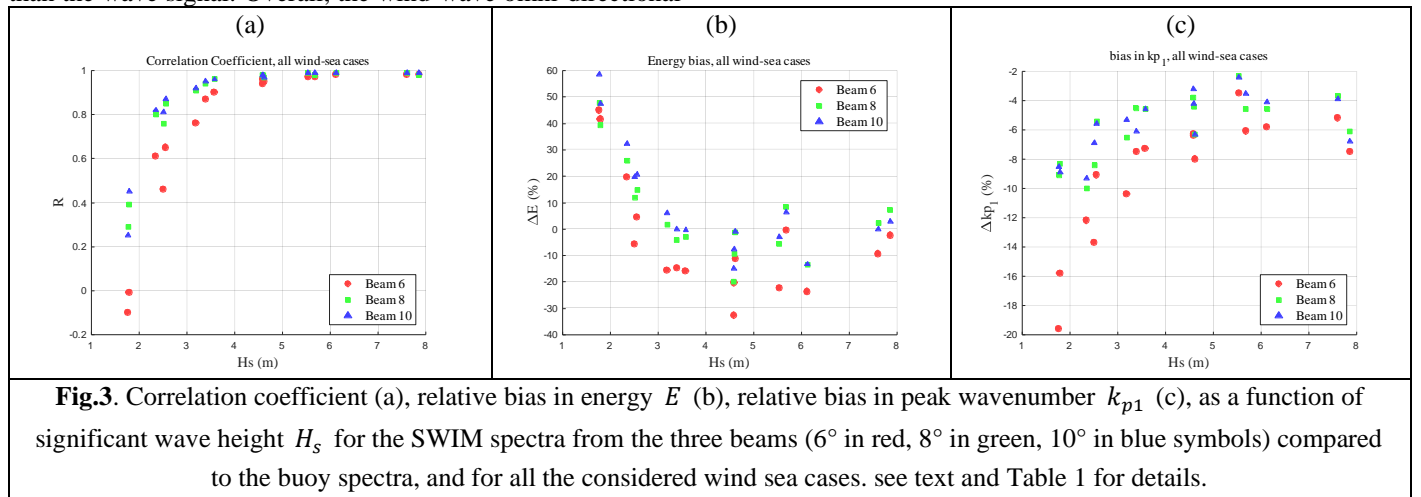 than the wave signal. Overall, the wind-wave omni-directional
(a)
Correlation Coefficient, all wind-sea cases
1
0.8
0.6
0.4
0.2
0
-0.2
R
1 2 3 4 5 6 7 8
Hs (m)
Beam 6
Beam 8
Beam 10
(b)
Energy bias, all wind-sea cases
60
50
40
30
20
10
0
-10
-20
-30
-40
ΔE (%)
1 2 3 4 5 6 7 8
Hs (m)
Beam 6
Beam 8
Beam 10
(c)
bias in kp₁, all wind-sea cases
-2
-4
-6
-8
-10
-12
-14
-16
-18
-20
Δkp₁ (%)
1 2 3 4 5 6 7 8
Hs (m)
Beam 6
Beam 8
Beam 10
Fig.3. Correlation coefficient (a), relative bias in energy E (b), relative bias in peak wavenumber kₚ₁ (c), as a function of
significant wave height Hₛ for the SWIM spectra from the three beams (6° in red, 8° in green, 10° in blue symbols) compared
to the buoy spectra, and for all the considered wind sea cases. see text and Table 1 for details.